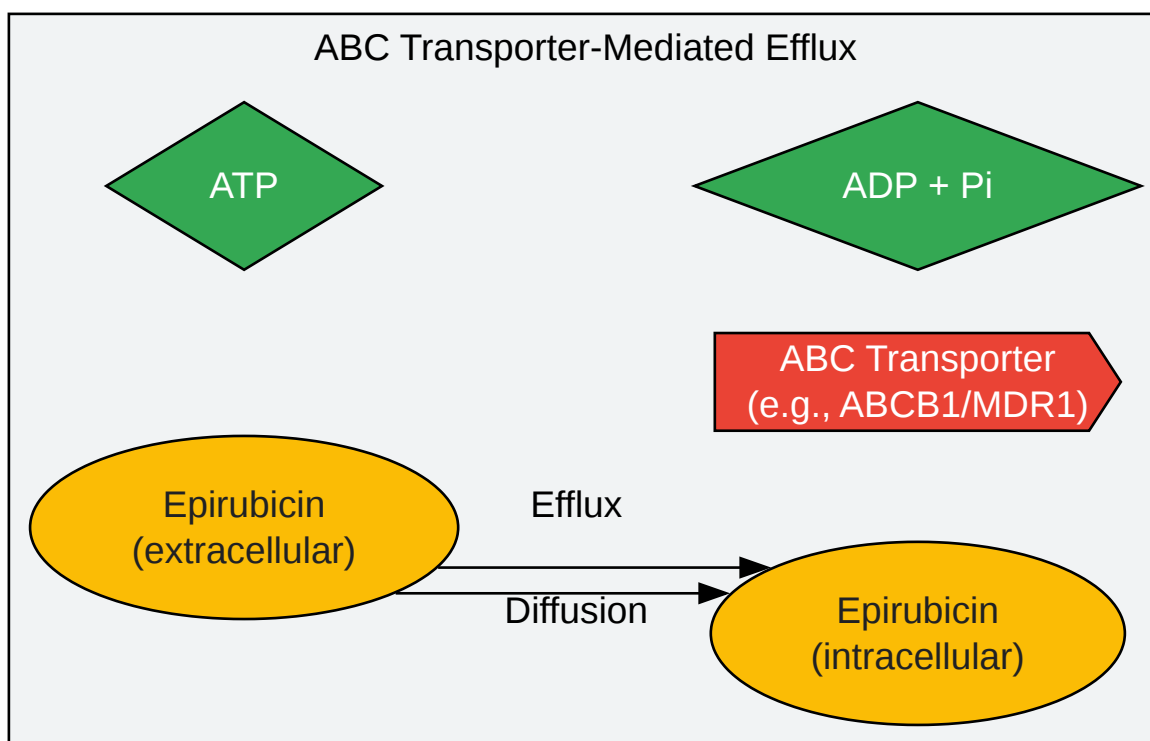 ABC Transporter-Mediated Efflux
ATP
ADP + Pi
ABC Transporter
(e.g., ABCB1/MDR1)
Epirubicin
(extracellular)
Efflux
Diffusion
Epirubicin
(intracellular)